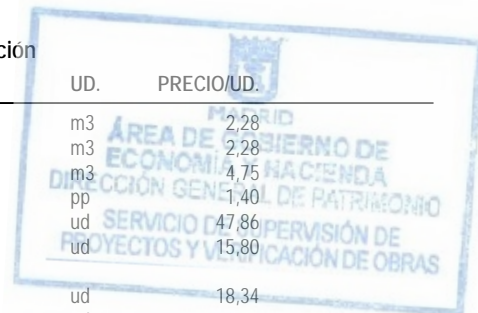 ción
UD. PRECIO/UD.
MADRID
m3 2,28
ÁREA DE GOBIERNO DE
m3 2,28
ECONOMÍA Y HACIENDA
m3 4,75
DIRECCIÓN GENERAL DE PATRIMONIO
pp 1,40
ud 47,86
SERVICIO DE SUPERVISIÓN DE
ud 15,80
PROYECTOS Y VERIFICACIÓN DE OBRAS
ud 18,34